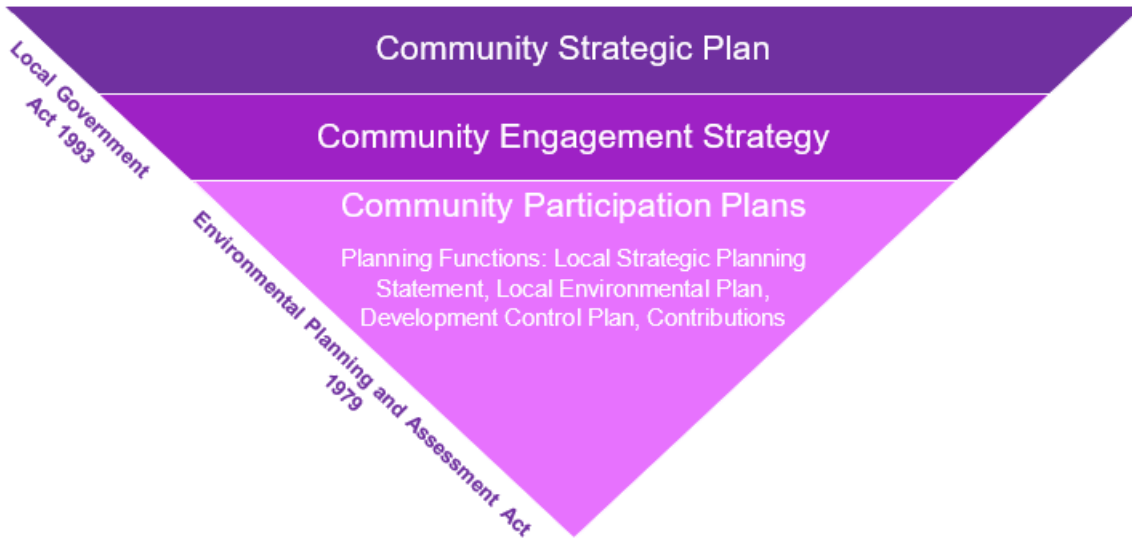 Community Strategic Plan
Local Government
Act 1993
Community Engagement Strategy
Community Participation Plans
Planning Functions: Local Strategic Planning
Statement, Local Environmental Plan,
Development Control Plan, Contributions
Environmental Planning and Assessment Act
1979